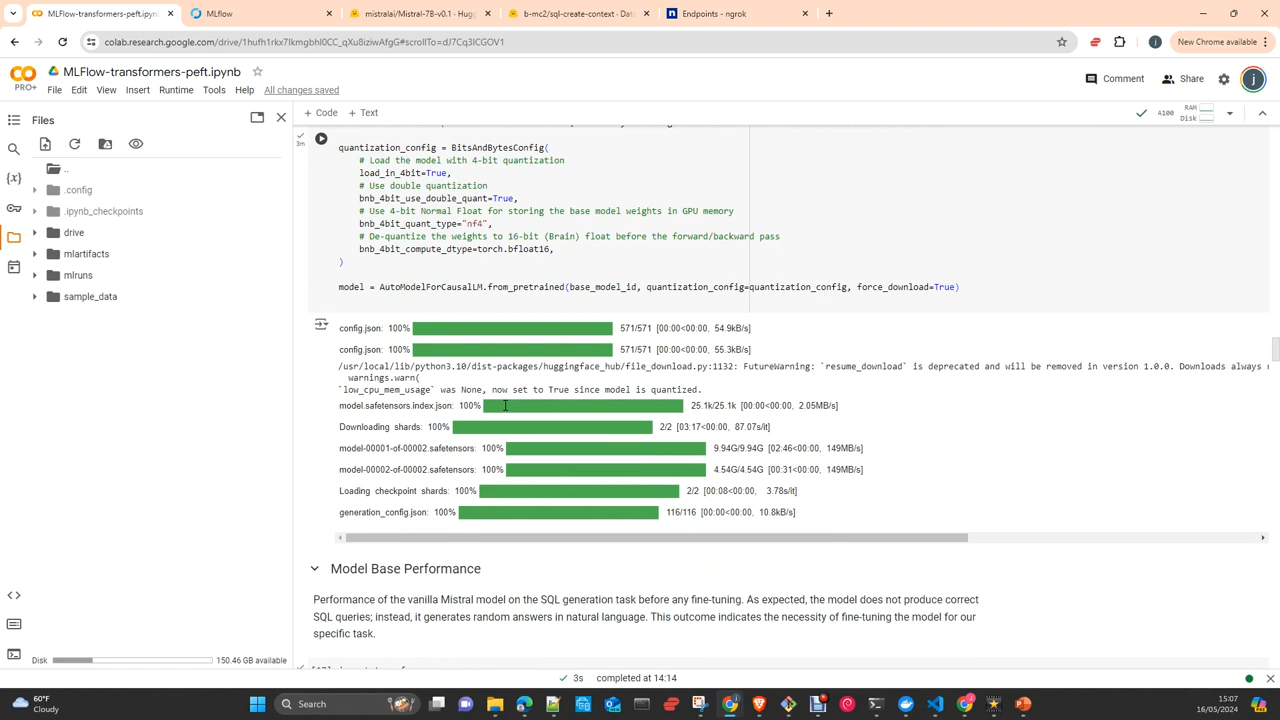 MLFlow-transformers-peft.ipynb
MLflow
mistralai/Mistral-7B-v0.1 · Hugg
b-mc2/sql-create-context · Dat
Endpoints - ngrok
colab.research.google.com/drive/1hufh1rkx7lkmgbhl0CC_qXu8iziwAfgG#scrollTo=dJ7Cq3lCGOV1
New Chrome available
PRO+
MLFlow-transformers-peft.ipynb
File Edit View Insert Runtime Tools Help All changes saved
Comment
Share
j
Files
+ Code + Text
A100
RAM
Disk
..
.config
.ipynb_checkpoints
drive
mlartifacts
mlruns
sample_data
3m
quantization_config = BitsAndBytesConfig(
# Load the model with 4-bit quantization
load_in_4bit=True,
# Use double quantization
bnb_4bit_use_double_quant=True,
# Use 4-bit Normal Float for storing the base model weights in GPU memory
bnb_4bit_quant_type="nf4",
# De-quantize the weights to 16-bit (Brain) float before the forward/backward pass
bnb_4bit_compute_dtype=torch.bfloat16,
)
model = AutoModelForCausalLM.from_pretrained(base_model_id, quantization_config=quantization_config, force_download=True)
config.json: 100% 571/571 [00:00<00:00, 54.9kB/s]
config.json: 100% 571/571 [00:00<00:00, 55.3kB/s]
/usr/local/lib/python3.10/dist-packages/huggingface_hub/file_download.py:1132: FutureWarning: `resume_download` is deprecated and will be removed in version 1.0.0. Downloads always r
warnings.warn(
`low_cpu_mem_usage` was None, now set to True since model is quantized.
model.safetensors.index.json: 100% 25.1k/25.1k [00:00<00:00, 2.05MB/s]
Downloading shards: 100% 2/2 [03:17<00:00, 87.07s/it]
model-00001-of-00002.safetensors: 100% 9.94G/9.94G [02:46<00:00, 149MB/s]
model-00002-of-00002.safetensors: 100% 4.54G/4.54G [00:31<00:00, 149MB/s]
Loading checkpoint shards: 100% 2/2 [00:08<00:00, 3.78s/it]
generation_config.json: 100% 116/116 [00:00<00:00, 10.8kB/s]
Model Base Performance
Performance of the vanilla Mistral model on the SQL generation task before any fine-tuning. As expected, the model does not produce correct
SQL queries; instead, it generates random answers in natural language. This outcome indicates the necessity of fine-tuning the model for our
specific task.
Disk 150.46 GB available
3s completed at 14:14
60°F
Cloudy
Search
15:07
16/05/2024